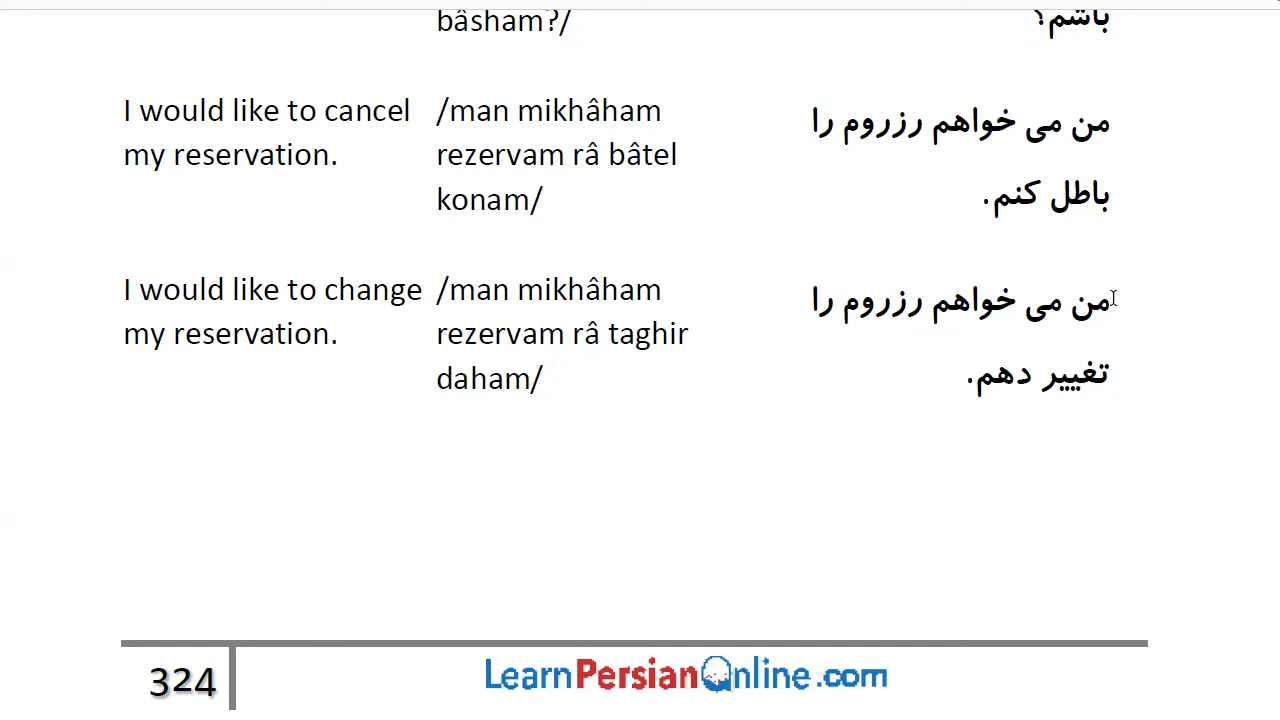 bâsham?/
باشم؟
I would like to cancel
my reservation.
/man mikhâham
rezervam râ bâtel
konam/
من می خواهم رزروم را
باطل کنم.
I would like to change
my reservation.
/man mikhâham
rezervam râ taghir
daham/
من می خواهم رزروم را
تغییر دهم.
324
LearnPersianOnline.com